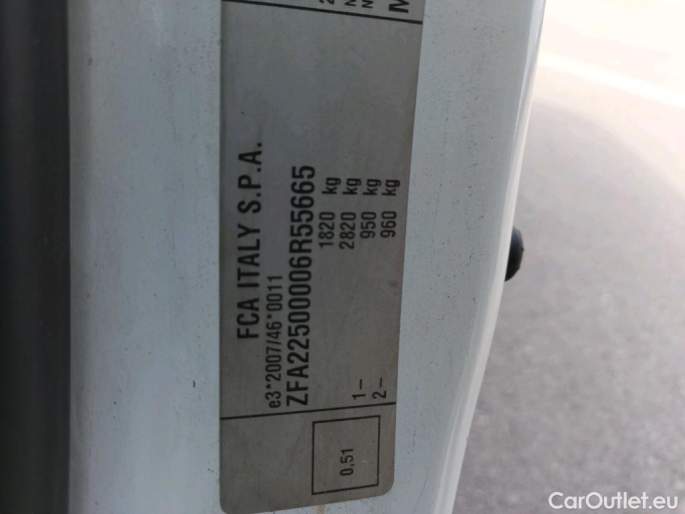 FCA ITALY S.P.A.
e3*2007/46*0011
ZFA22500006R55665
1820 kg
2820 kg
1– 950 kg
2– 960 kg
0,51
CarOutlet.eu